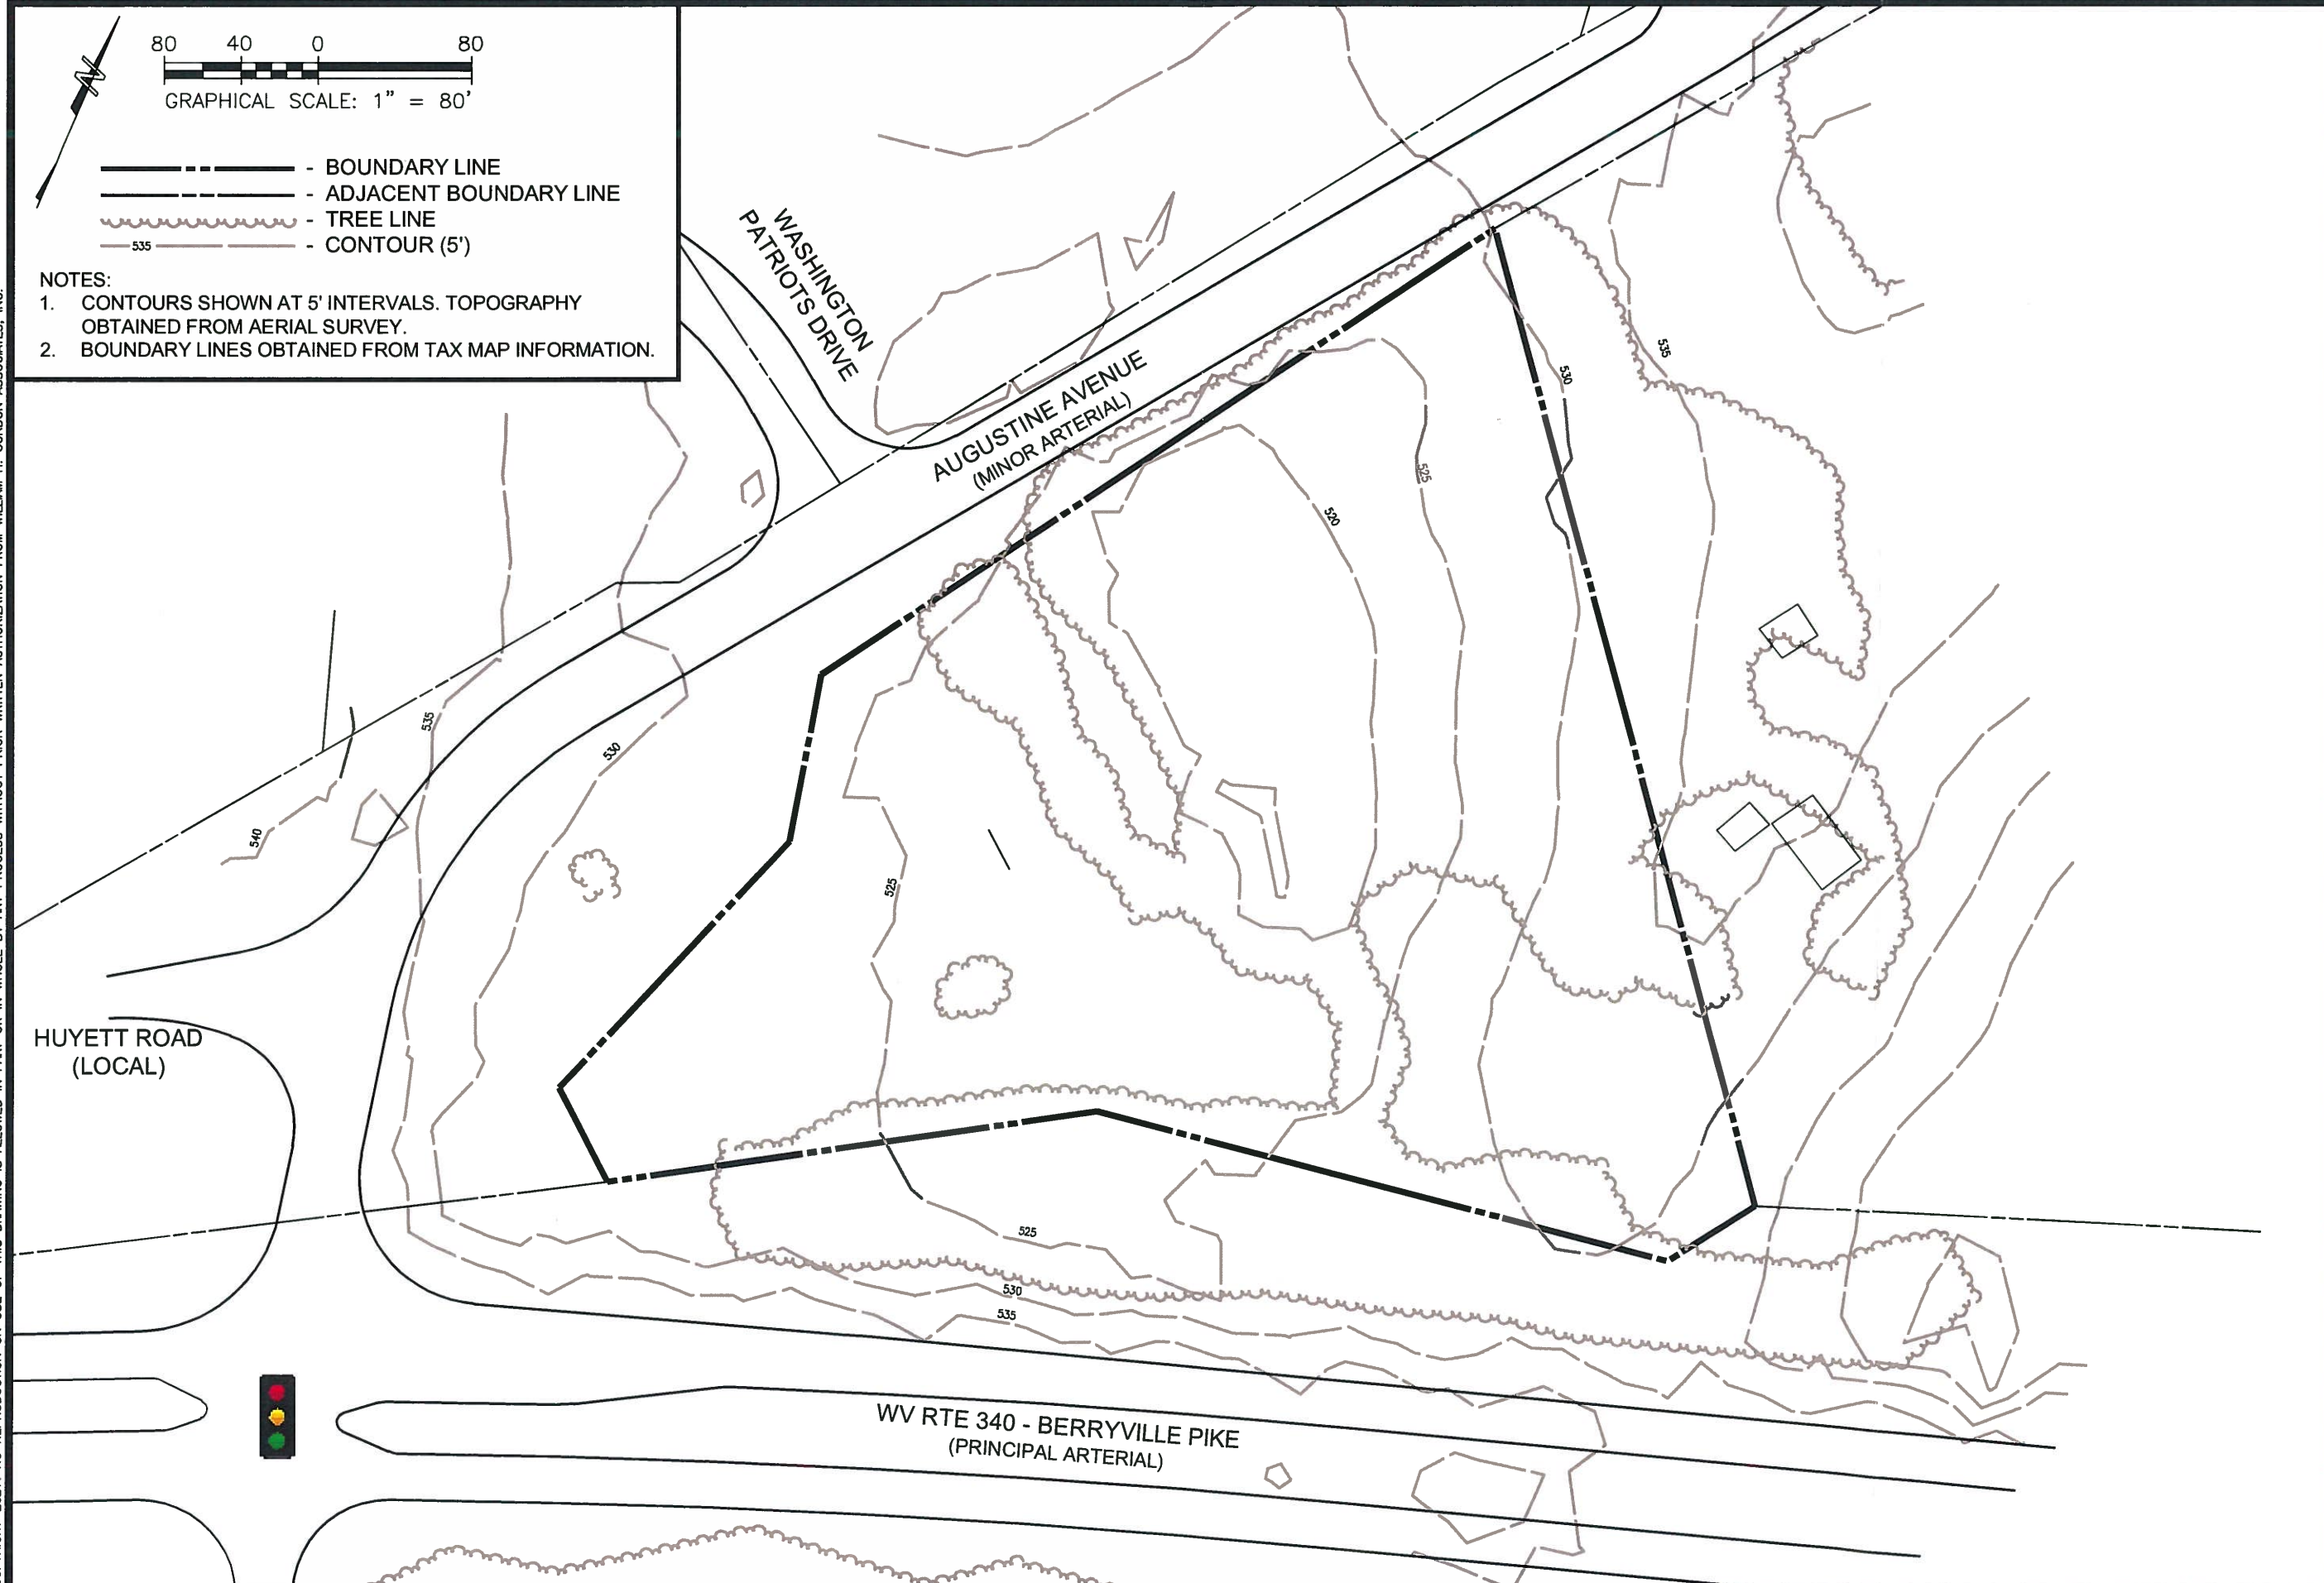 80 40 0 80
GRAPHICAL SCALE: 1" = 80'
N
- BOUNDARY LINE
- ADJACENT BOUNDARY LINE
- TREE LINE
535 - CONTOUR (5')
NOTES:
1. CONTOURS SHOWN AT 5' INTERVALS. TOPOGRAPHY
OBTAINED FROM AERIAL SURVEY.
2. BOUNDARY LINES OBTAINED FROM TAX MAP INFORMATION.
WASHINGTON
PATRIOTS DRIVE
AUGUSTINE AVENUE
(MINOR ARTERIAL)
535
530
525
520
535
530
540
525
HUYETT ROAD
(LOCAL)
525
530
535
WV RTE 340 - BERRYVILLE PIKE
(PRINCIPAL ARTERIAL)